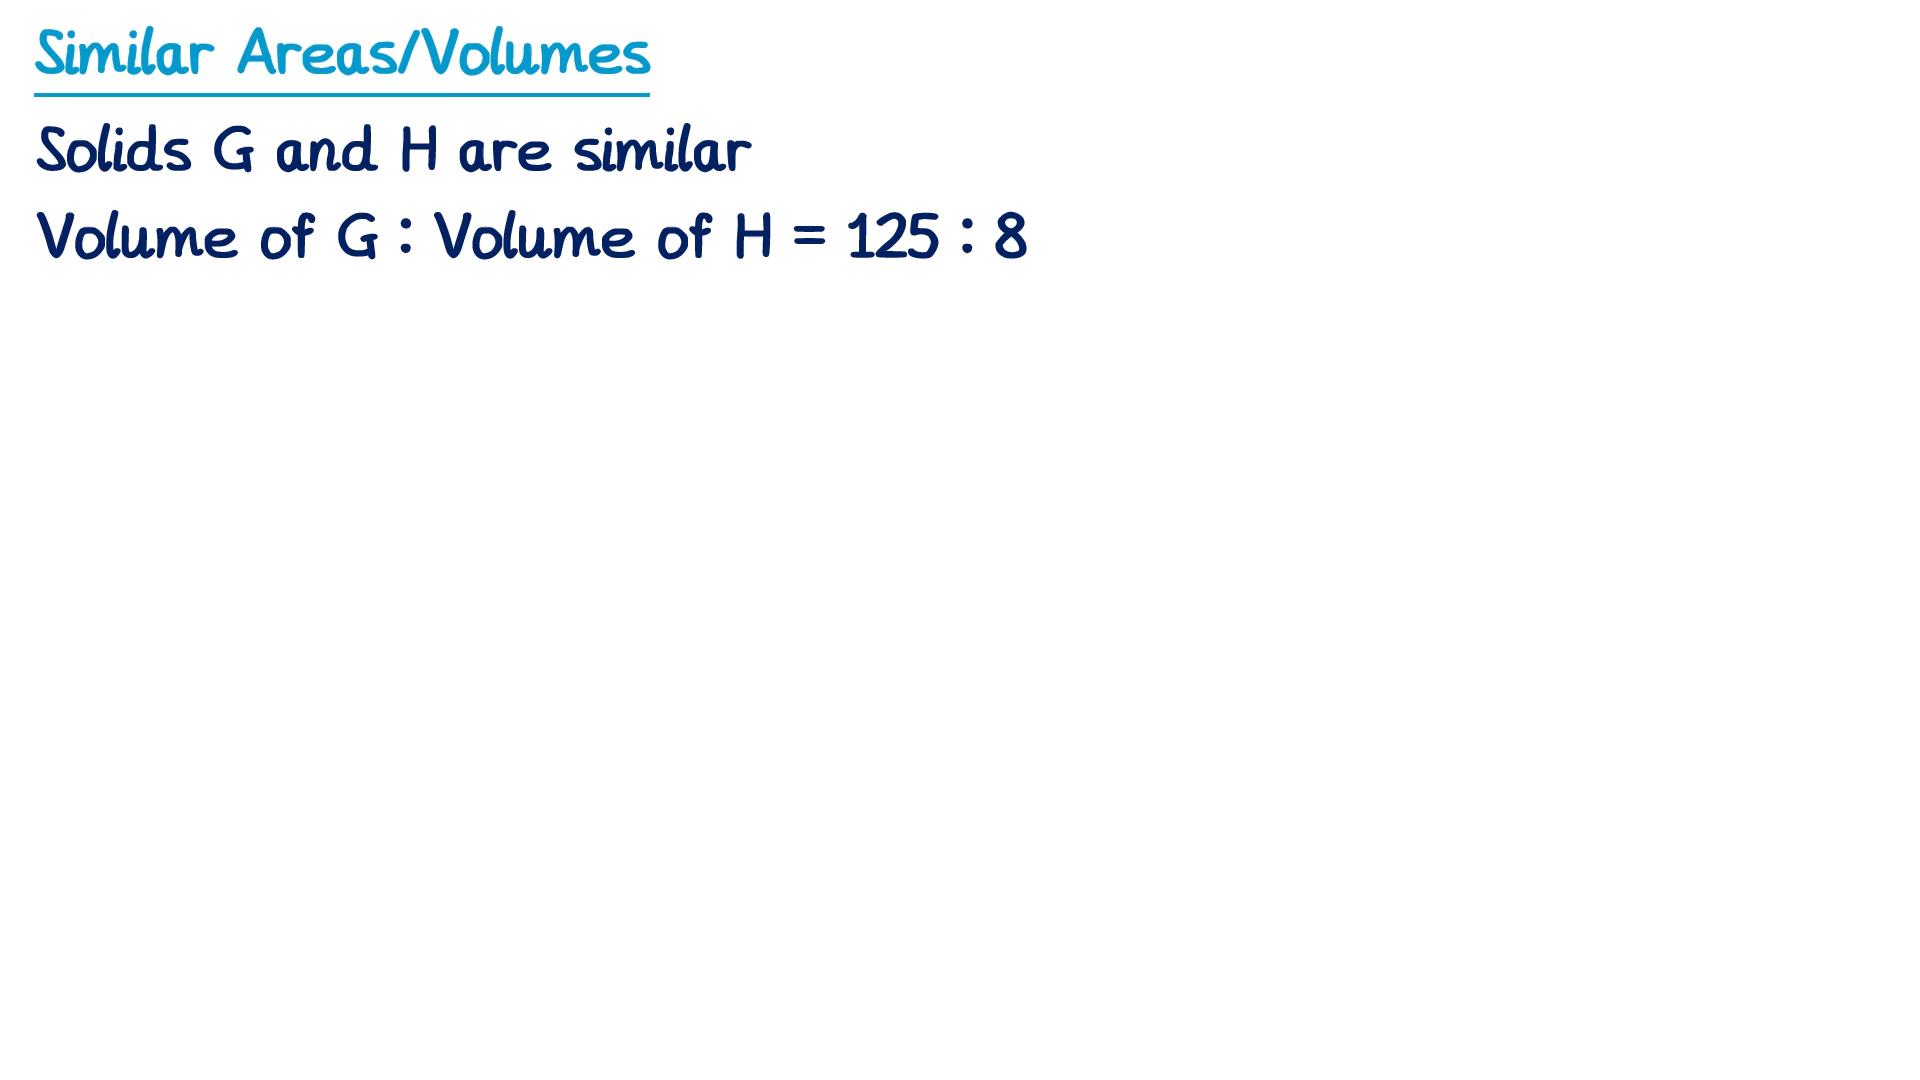 Similar Areas/Volumes
Solids G and H are similar
Volume of G : Volume of H = 125 : 8